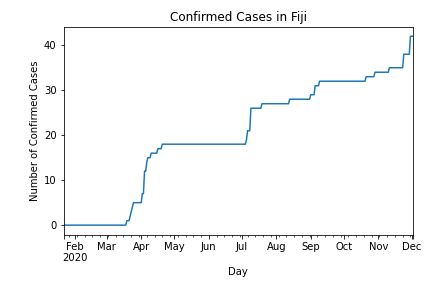 Confirmed Cases in Fiji
Number of Confirmed Cases
40
30
20
10
0
Feb Mar Apr May Jun Jul Aug Sep Oct Nov Dec
2020
Day